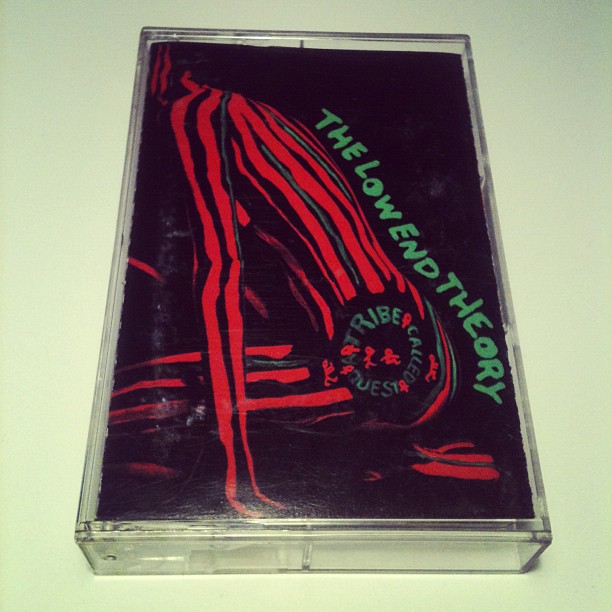 THE LOW END THEORY
A TRIBE CALLED QUEST